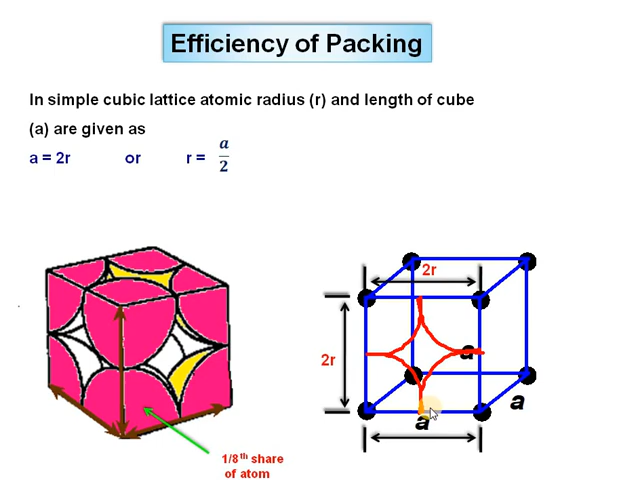 Efficiency of Packing
In simple cubic lattice atomic radius (r) and length of cube
(a) are given as
a = 2r or r = a/2
2r
2r
a
a
a
1/8th share
of atom